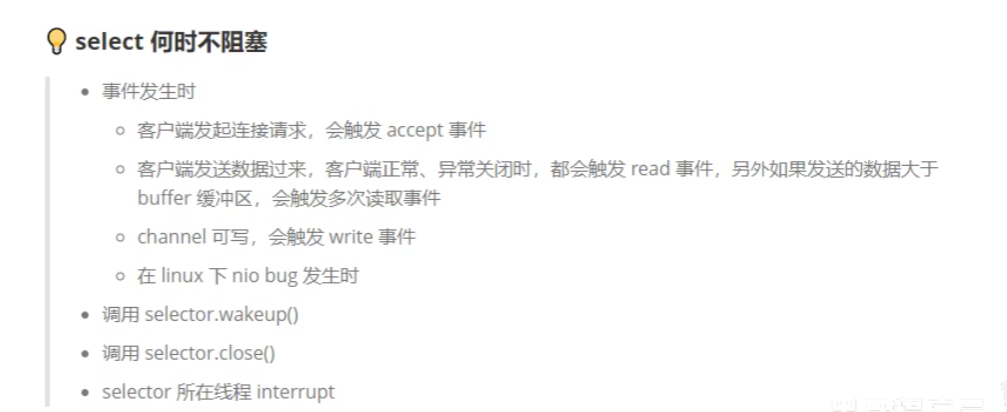 select 何时不阻塞
事件发生时
客户端发起连接请求，会触发 accept 事件
客户端发送数据过来，客户端正常、异常关闭时，都会触发 read 事件，另外如果发送的数据大于
buffer 缓冲区，会触发多次读取事件
channel 可写，会触发 write 事件
在 linux 下 nio bug 发生时
调用 selector.wakeup()
调用 selector.close()
selector 所在线程 interrupt